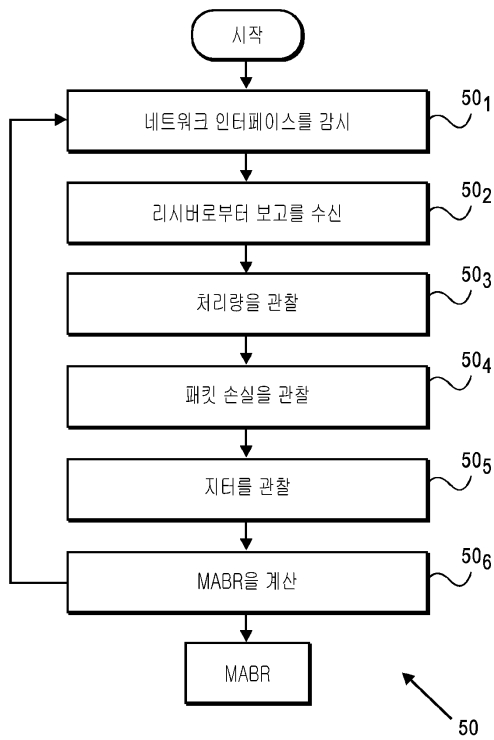 시작
네트워크 인터페이스를 감시
50₁
리시버로부터 보고를 수신
50₂
처리량을 관찰
50₃
패킷 손실을 관찰
50₄
지터를 관찰
50₅
MABR을 계산
50₆
MABR
50